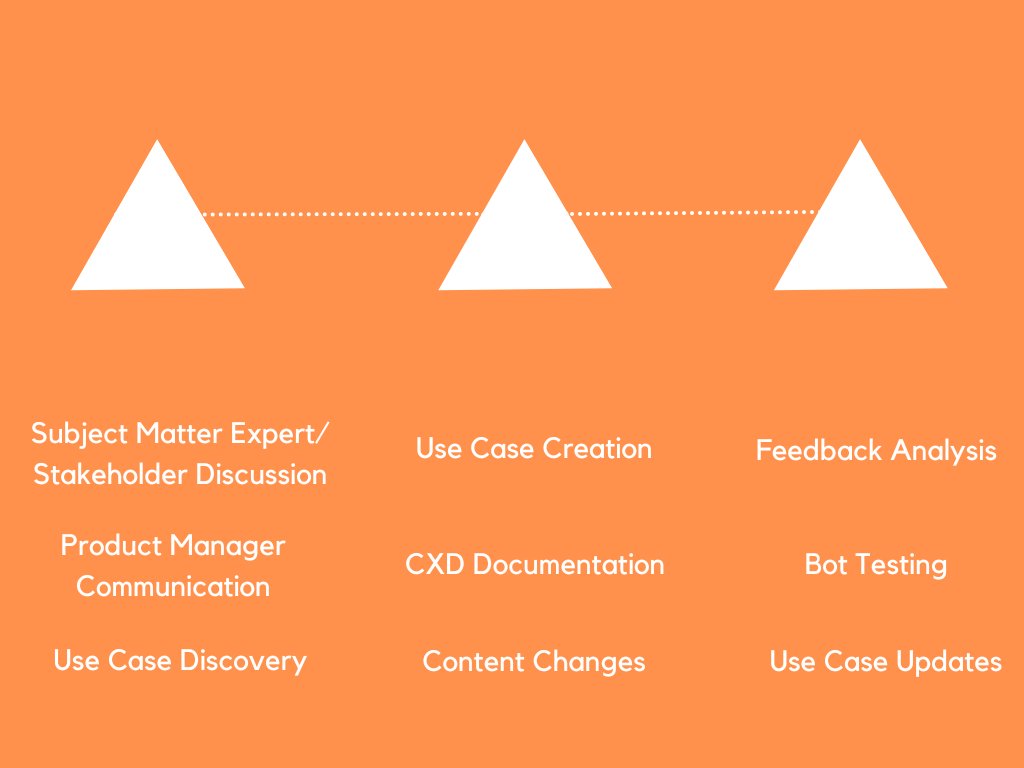 Subject Matter Expert/
Stakeholder Discussion
Product Manager
Communication
Use Case Discovery
Use Case Creation
CXD Documentation
Content Changes
Feedback Analysis
Bot Testing
Use Case Updates